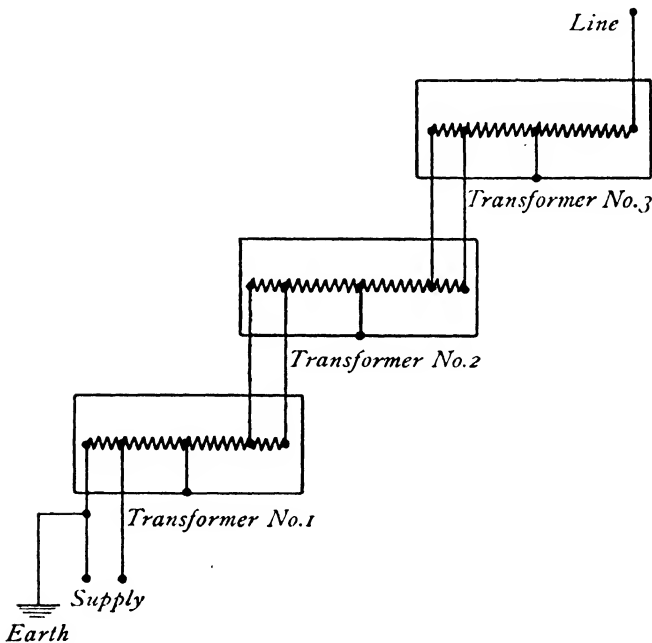 Line
Transformer No.3
Transformer No.2
Transformer No.1
Supply
Earth